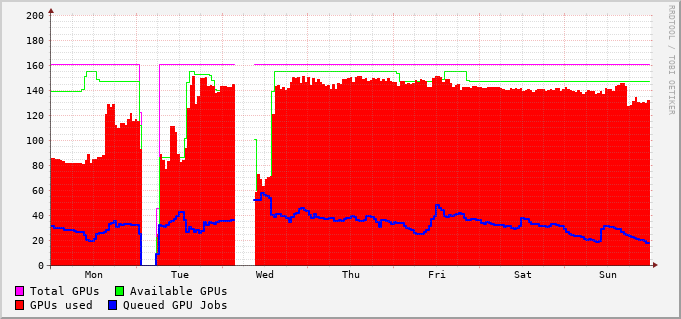 200
180
160
140
120
100
80
60
40
20
0
Mon Tue Wed Thu Fri Sat Sun
Total GPUs Available GPUs
GPUs used Queued GPU Jobs
RRDTOOL / TOBI OETIKER